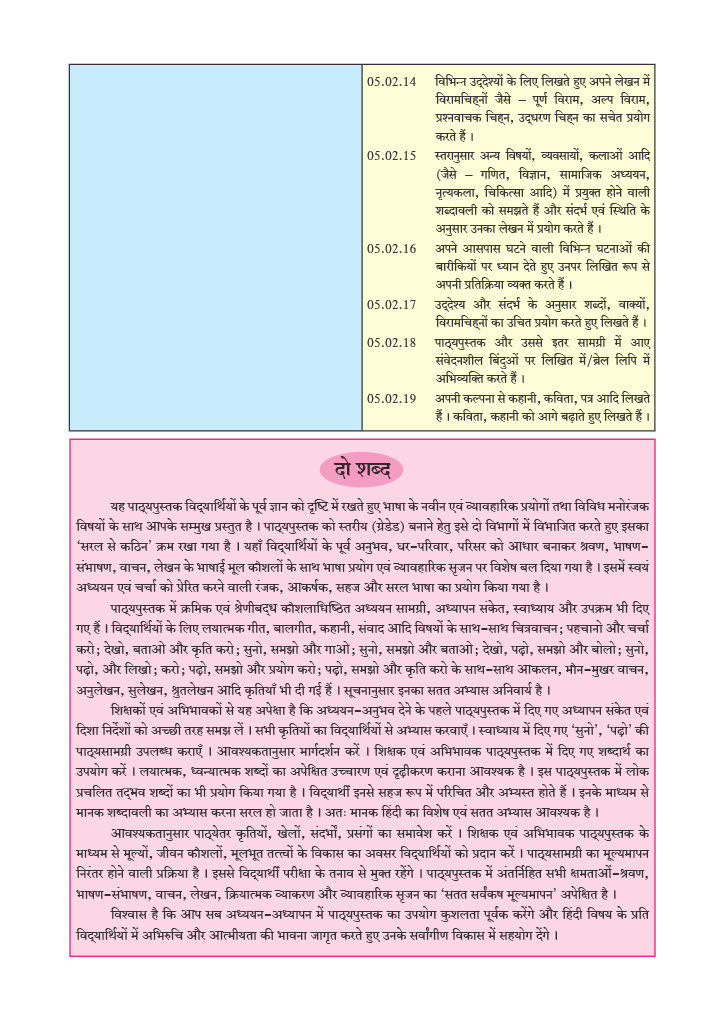 05.02.14 विभिन्न उद्देश्यों के लिए लिखते हुए अपने लेखन में
विरामचिह्नों जैसे – पूर्ण विराम, अल्प विराम,
प्रश्नवाचक चिह्न, उद्धरण चिह्न का सचेत प्रयोग
करते हैं ।
05.02.15 स्तरानुसार अन्य विषयों, व्यवसायों, कलाओं आदि
(जैसे – गणित, विज्ञान, सामाजिक अध्ययन,
नृत्यकला, चिकित्सा आदि) में प्रयुक्त होने वाली
शब्दावली को समझते हैं और संदर्भ एवं स्थिति के
अनुसार उनका लेखन में प्रयोग करते हैं ।
05.02.16 अपने आसपास घटने वाली विभिन्न घटनाओं की
बारीकियों पर ध्यान देते हुए उनपर लिखित रूप से
अपनी प्रतिक्रिया व्यक्त करते हैं ।
05.02.17 उद्देश्य और संदर्भ के अनुसार शब्दों, वाक्यों,
विरामचिह्नों का उचित प्रयोग करते हुए लिखते हैं ।
05.02.18 पाठ्यपुस्तक और उससे इतर सामग्री में आए
संवेदनशील बिंदुओं पर लिखित में/ब्रेल लिपि में
अभिव्यक्ति करते हैं ।
05.02.19 अपनी कल्पना से कहानी, कविता, पत्र आदि लिखते
हैं । कविता, कहानी को आगे बढ़ाते हुए लिखते हैं ।
दो शब्द
यह पाठ्यपुस्तक विद्यार्थियों के पूर्व ज्ञान को दृष्टि में रखते हुए भाषा के नवीन एवं व्यावहारिक प्रयोगों तथा विविध मनोरंजक
विषयों के साथ आपके सम्मुख प्रस्तुत है । पाठ्यपुस्तक को स्तरीय (ग्रेडेड) बनाने हेतु इसे दो विभागों में विभाजित करते हुए इसका
‘सरल से कठिन’ क्रम रखा गया है । यहाँ विद्यार्थियों के पूर्व अनुभव, घर-परिवार, परिसर को आधार बनाकर श्रवण, भाषण-
संभाषण, वाचन, लेखन के भाषाई मूल कौशलों के साथ भाषा प्रयोग एवं व्यावहारिक सृजन पर विशेष बल दिया गया है । इसमें स्वयं
अध्ययन एवं चर्चा को प्रेरित करने वाली रंजक, आकर्षक, सहज और सरल भाषा का प्रयोग किया गया है ।
पाठ्यपुस्तक में क्रमिक एवं श्रेणीबद्ध कौशलाधिष्ठित अध्ययन सामग्री, अध्यापन संकेत, स्वाध्याय और उपक्रम भी दिए
गए हैं । विद्यार्थियों के लिए लयात्मक गीत, बालगीत, कहानी, संवाद आदि विषयों के साथ-साथ चित्रवाचन; पहचानो और चर्चा
करो; देखो, बताओ और कृति करो; सुनो, समझो और गाओ; सुनो, समझो और बताओ; देखो, पढ़ो, समझो और बोलो; सुनो,
पढ़ो, और लिखो; करो; पढ़ो, समझो और प्रयोग करो; पढ़ो, समझो और कृति करो के साथ-साथ आकलन, मौन-मुखर वाचन,
अनुलेखन, सुलेखन, श्रुतलेखन आदि कृतियाँ भी दी गई हैं । सूचनानुसार इनका सतत अभ्यास अनिवार्य है ।
शिक्षकों एवं अभिभावकों से यह अपेक्षा है कि अध्ययन-अनुभव देने के पहले पाठ्यपुस्तक में दिए गए अध्यापन संकेत एवं
दिशा निर्देशों को अच्छी तरह समझ लें । सभी कृतियों का विद्यार्थियों से अभ्यास करवाएँ । स्वाध्याय में दिए गए ‘सुनो’, ‘पढ़ो’ की
पाठ्यसामग्री उपलब्ध कराएँ । आवश्यकतानुसार मार्गदर्शन करें । शिक्षक एवं अभिभावक पाठ्यपुस्तक में दिए गए शब्दार्थ का
उपयोग करें । लयात्मक, ध्वन्यात्मक शब्दों का अपेक्षित उच्चारण एवं दृढ़ीकरण कराना आवश्यक है । इस पाठ्यपुस्तक में लोक
प्रचलित तद्भव शब्दों का भी प्रयोग किया गया है । विद्यार्थी इनसे सहज रूप में परिचित और अभ्यस्त होते हैं । इनके माध्यम से
मानक शब्दावली का अभ्यास करना सरल हो जाता है । अतः मानक हिंदी का विशेष एवं सतत अभ्यास आवश्यक है ।
आवश्यकतानुसार पाठ्येतर कृतियों, खेलों, संदर्भों, प्रसंगों का समावेश करें । शिक्षक एवं अभिभावक पाठ्यपुस्तक के
माध्यम से मूल्यों, जीवन कौशलों, मूलभूत तत्त्वों के विकास का अवसर विद्यार्थियों को प्रदान करें । पाठ्यसामग्री का मूल्यमापन
निरंतर होने वाली प्रक्रिया है । इससे विद्यार्थी परीक्षा के तनाव से मुक्त रहेंगे । पाठ्यपुस्तक में अंतर्निहित सभी क्षमताओं-श्रवण,
भाषण-संभाषण, वाचन, लेखन, क्रियात्मक व्याकरण और व्यावहारिक सृजन का ‘सतत सर्वंकष मूल्यमापन’ अपेक्षित है ।
विश्वास है कि आप सब अध्ययन-अध्यापन में पाठ्यपुस्तक का उपयोग कुशलता पूर्वक करेंगे और हिंदी विषय के प्रति
विद्यार्थियों में अभिरुचि और आत्मीयता की भावना जागृत करते हुए उनके सर्वांगीण विकास में सहयोग देंगे ।